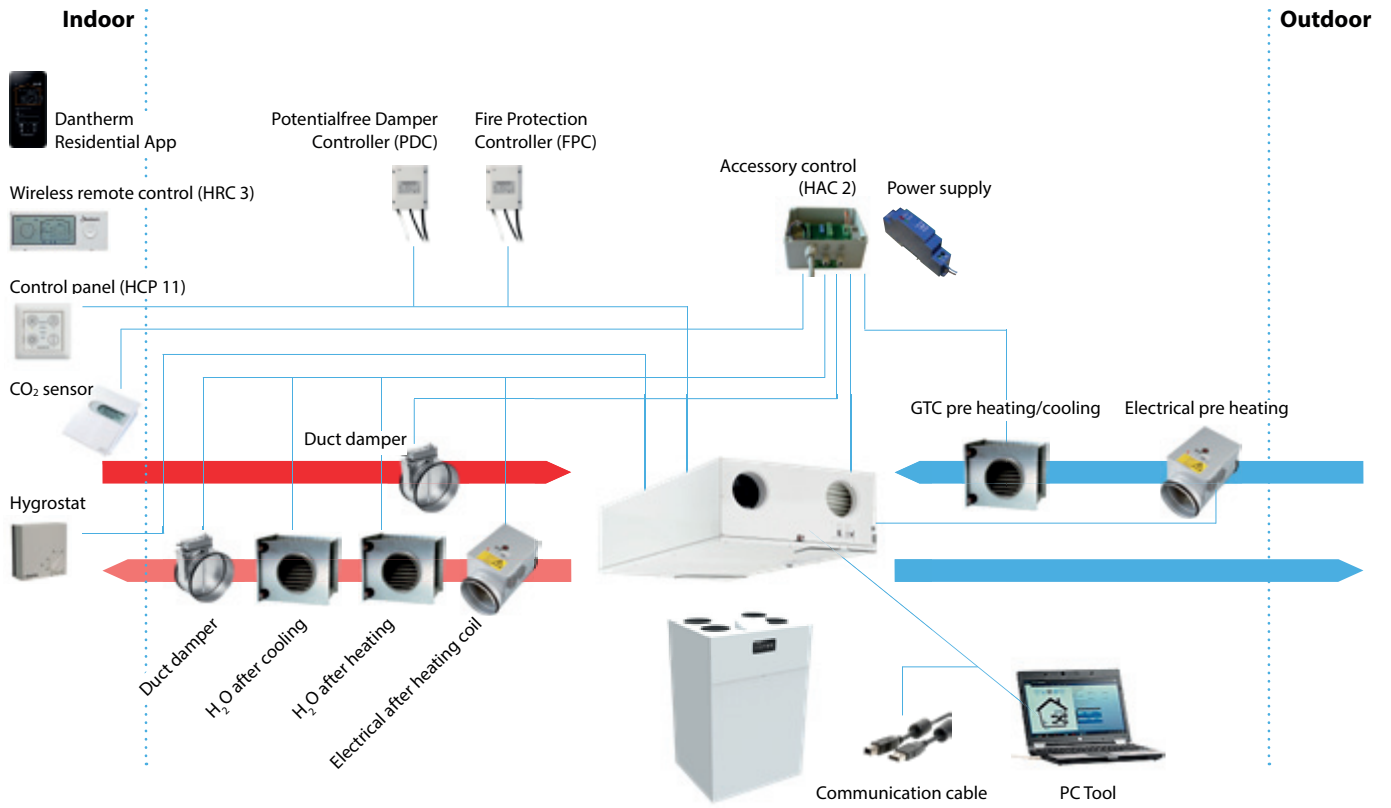 Indoor
Outdoor
Dantherm
Residential App
Potentialfree Damper
Controller (PDC)
Fire Protection
Controller (FPC)
Accessory control
(HAC 2)
Power supply
Wireless remote control (HRC 3)
Control panel (HCP 11)
CO₂ sensor
GTC pre heating/cooling
Electrical pre heating
Duct damper
Hygrostat
Duct damper
H₂O after cooling
H₂O after heating
Electrical after heating coil
Communication cable
PC Tool